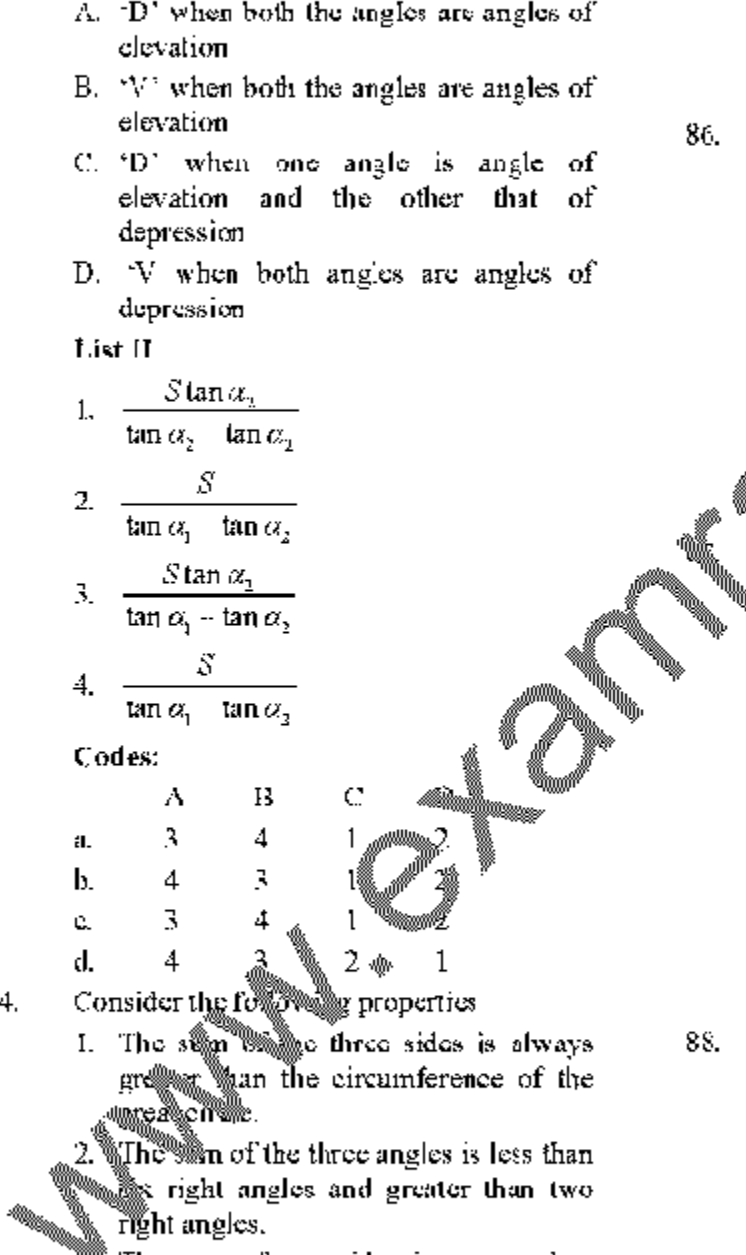 A. 'D' when both the angles are angles of
elevation
B. 'V' when both the angles are angles of
elevation
C. 'D' when one angle is angle of
elevation and the other that of
depression
D. 'V when both angles are angles of
depression
List II
1. S tan α₂ / tan α₂ tan α₁
2. S / tan α₁ tan α₂
3. S tan α₂ / tan α₁ – tan α₂
4. S / tan α₁ tan α₂
Codes:
A B C
a. 3 4 1 2
b. 4 3 1 2
c. 3 4 1 2
d. 4 3 2 1
4. Consider the following properties
1. The sum of the three sides is always
greater than the circumference of the
2. The sum of the three angles is less than
six right angles and greater than two
right angles.
86.
88.
www.examr